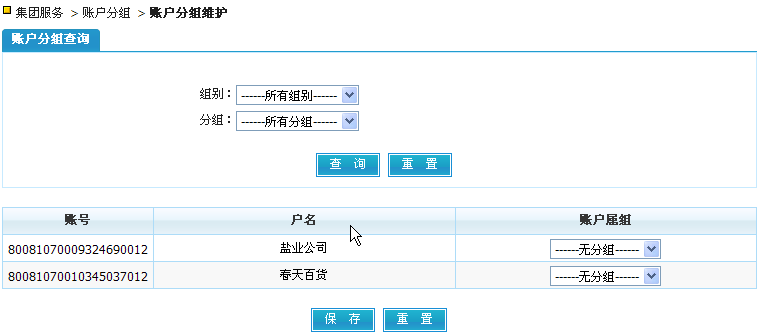 集团服务 > 账户分组 > 账户分组维护
账户分组查询
组别： ------所有组别------
分组： ------所有分组------
查 询 重 置
账号 户名 账户属组
80081070009324690012 盐业公司 ------无分组------
80081070010345037012 春天百货 ------无分组------
保 存 重 置